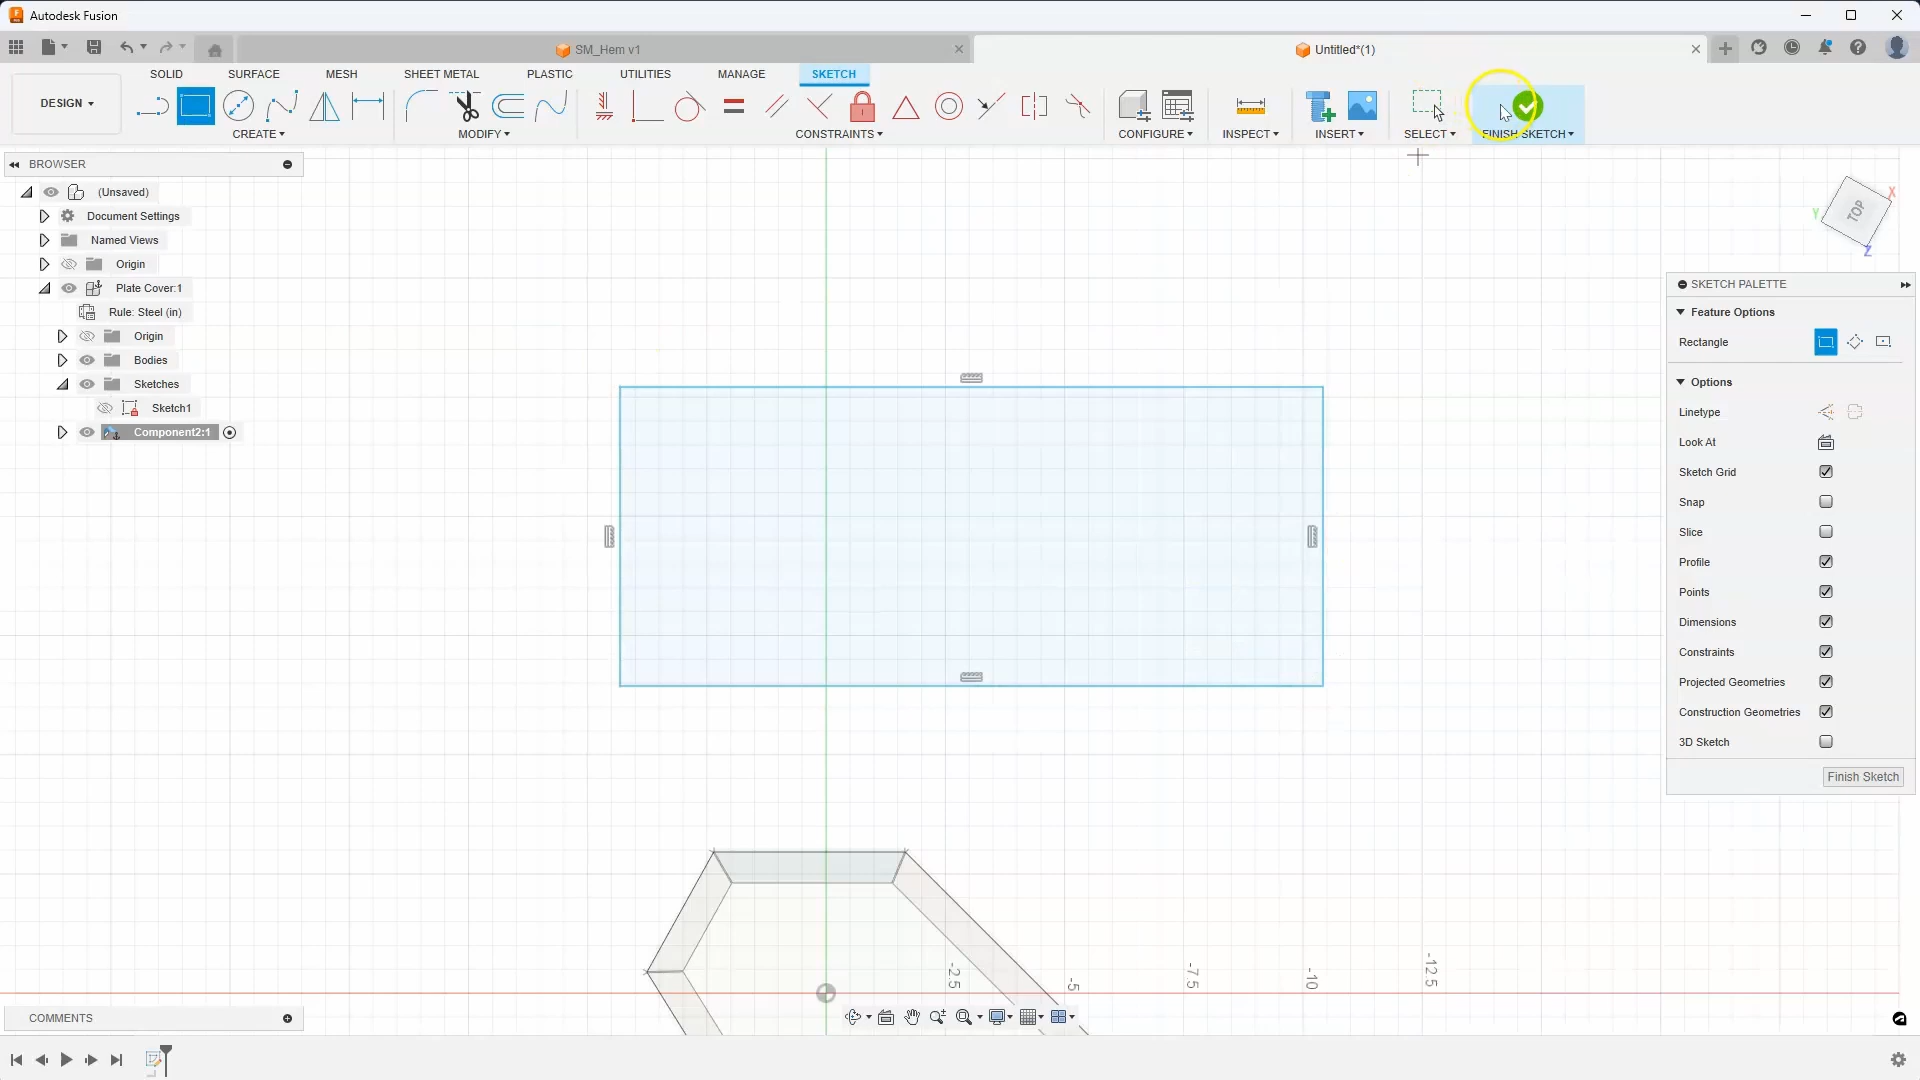 Autodesk Fusion
SM_Hem v1
Untitled*(1)
SOLID
SURFACE
MESH
SHEET METAL
PLASTIC
UTILITIES
MANAGE
SKETCH
DESIGN
CREATE
MODIFY
CONSTRAINTS
CONFIGURE
INSPECT
INSERT
SELECT
FINISH SKETCH
BROWSER
(Unsaved)
Document Settings
Named Views
Origin
Plate Cover:1
Rule: Steel (in)
Origin
Bodies
Sketches
Sketch1
Component2:1
X
Y
TOP
Z
SKETCH PALETTE
Feature Options
Rectangle
Options
Linetype
Look At
Sketch Grid
Snap
Slice
Profile
Points
Dimensions
Constraints
Projected Geometries
Construction Geometries
3D Sketch
Finish Sketch
-2.5
-5
-7.5
-10
-12.5
COMMENTS